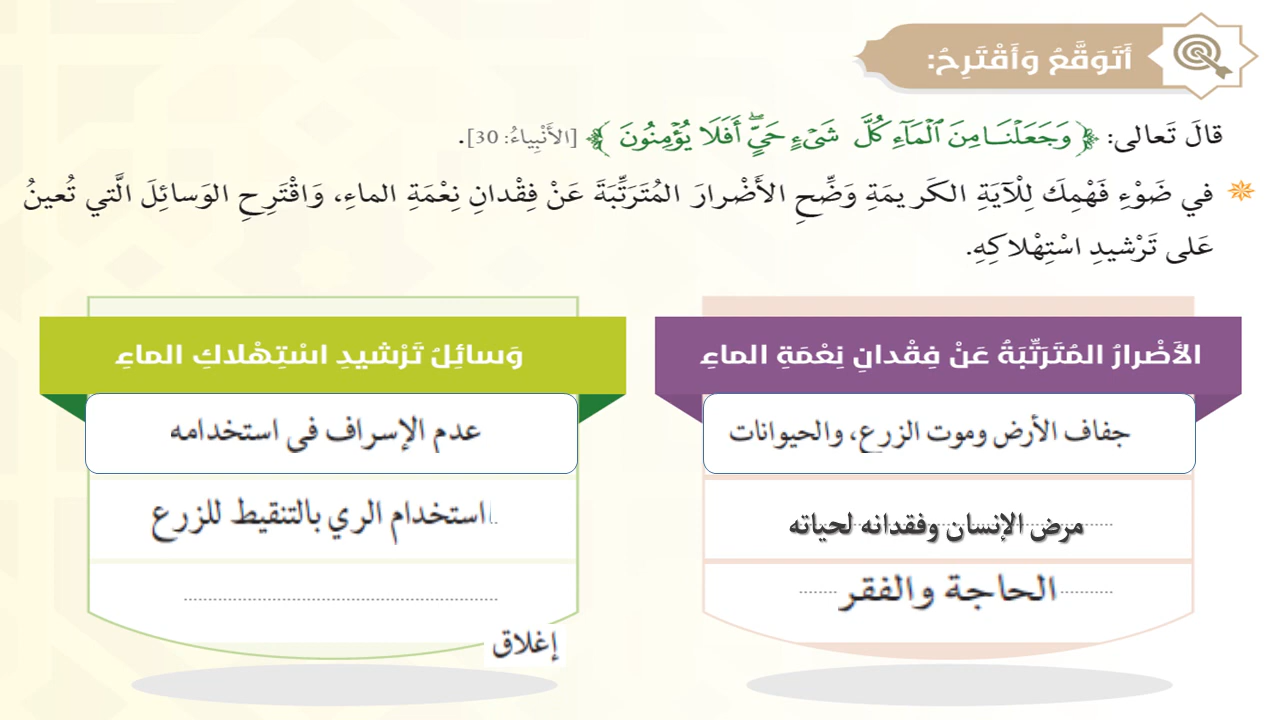 أَتَوَقَّعُ وَأَقْتَرِحُ:
قالَ تَعالى: ﴿وَجَعَلْنَا مِنَ ٱلْمَآءِ كُلَّ شَىْءٍ حَيٍّ ۖ أَفَلَا يُؤْمِنُونَ﴾ [الأَنْبِياءُ: 30].
في ضَوْءِ فَهْمِكَ لِلْآيَةِ الكَريمَةِ وَضِّحِ الأَضْرارَ المُتَرَتِّبَةَ عَنْ فِقْدانِ نِعْمَةِ الماءِ، وَاقْتَرِحِ الوَسائِلَ الَّتي تُعينُ
عَلى تَرْشيدِ اسْتِهْلاكِهِ.
الأَضْرارُ المُتَرَتِّبَةُ عَنْ فِقْدانِ نِعْمَةِ الماءِ
جفاف الأرض وموت الزرع، والحيوانات
مرض الإنسان وفقدانه لحياته
الحاجة والفقر
وَسائِلُ تَرْشيدِ اسْتِهْلاكِ الماءِ
عدم الإسراف فى استخدامه
استخدام الري بالتنقيط للزرع
إغلاق